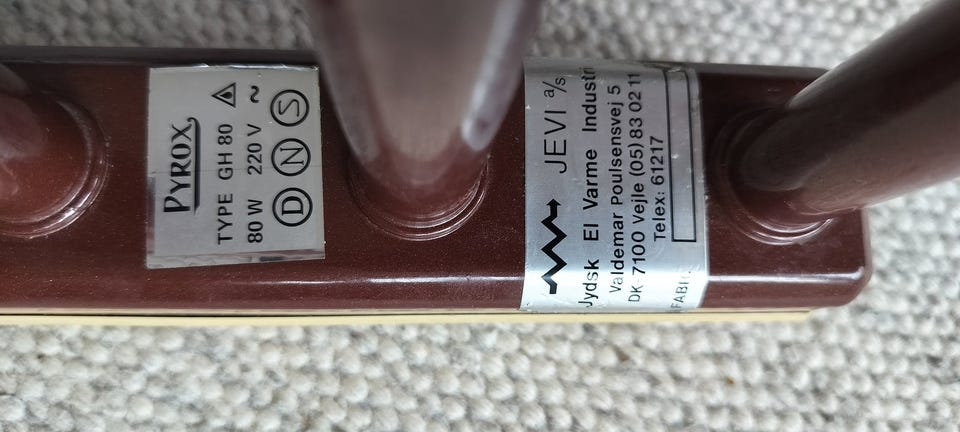 PYROX
TYPE GH 80
80 W 220 V ~
D N S
JEVI a/s
Jydsk El Varme Industri
Valdemar Poulsensvej 5
DK-7100 Vejle (05) 83 02 11
Telex: 61217